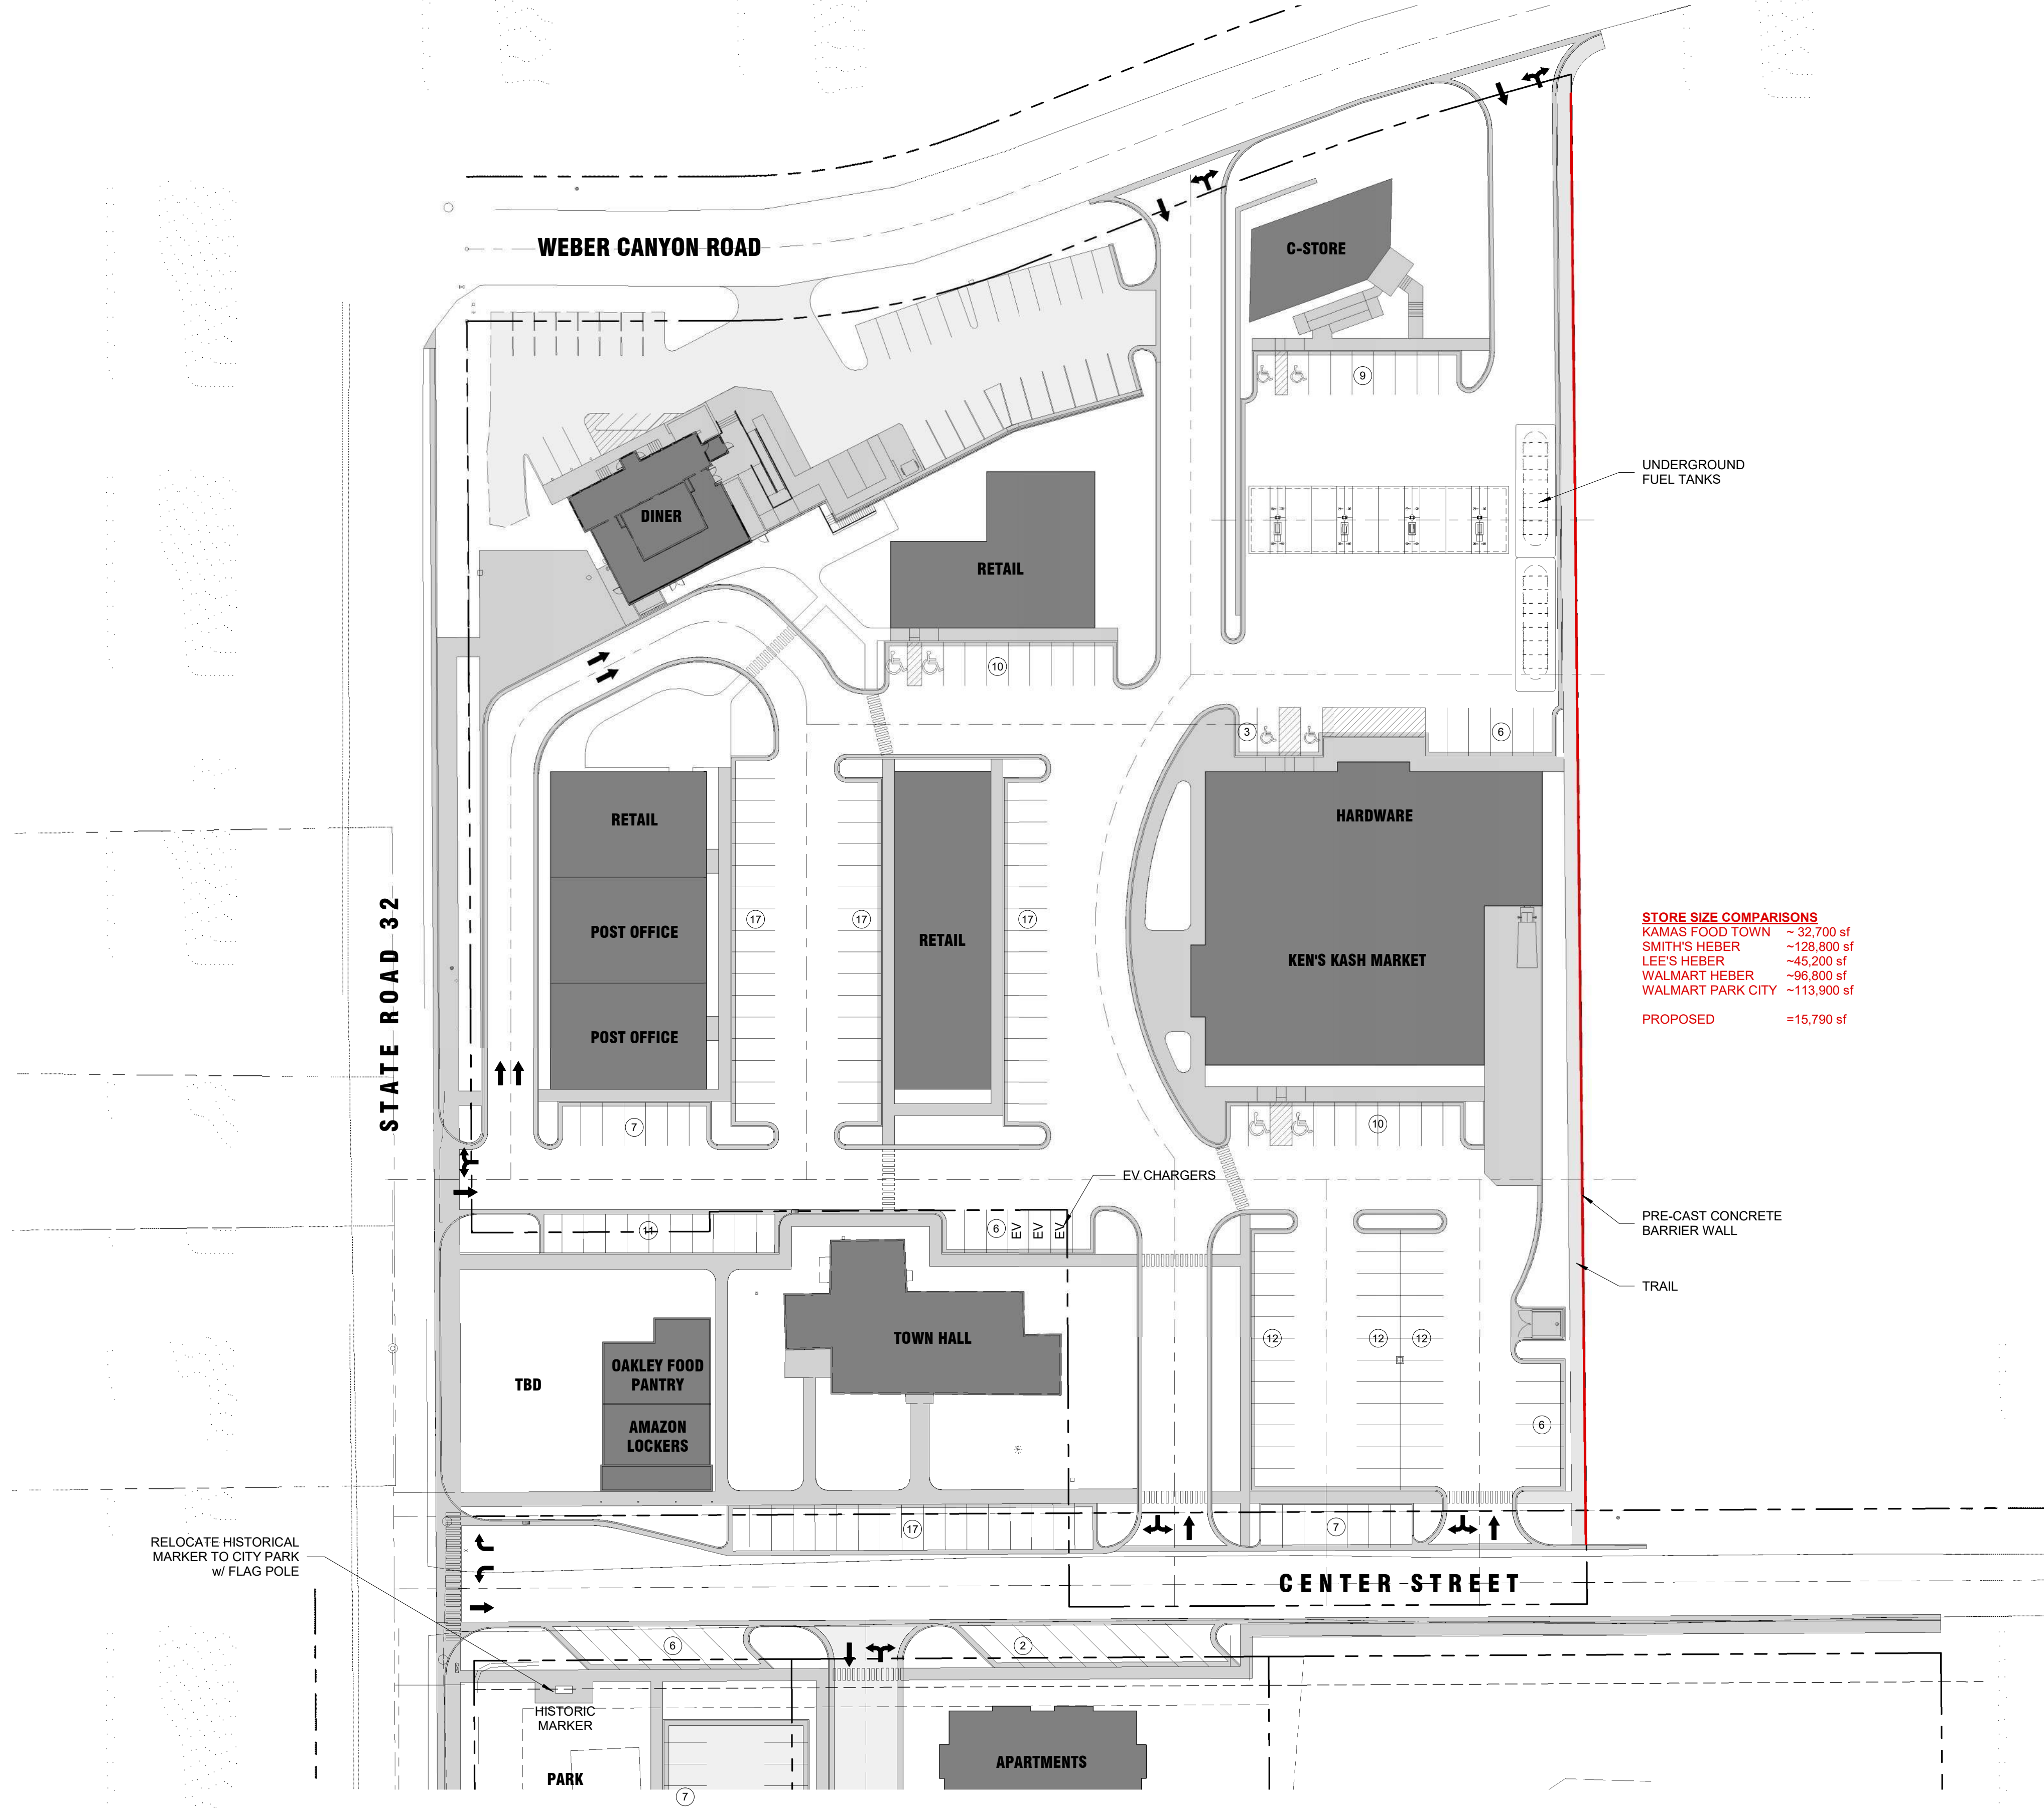 WEBER CANYON ROAD
C-STORE
9
UNDERGROUND
FUEL TANKS
DINER
RETAIL
10
3
6
HARDWARE
RETAIL
POST OFFICE
POST OFFICE
17
17
RETAIL
17
KEN'S KASH MARKET
STATE ROAD 32
STORE SIZE COMPARISONS
KAMAS FOOD TOWN ~ 32,700 sf
SMITH'S HEBER ~128,800 sf
LEE'S HEBER ~45,200 sf
WALMART HEBER ~96,800 sf
WALMART PARK CITY ~113,900 sf
PROPOSED =15,790 sf
7
10
EV CHARGERS
11
6
EV
EV
EV
PRE-CAST CONCRETE
BARRIER WALL
TRAIL
TBD
OAKLEY FOOD
PANTRY
AMAZON
LOCKERS
TOWN HALL
12
12
12
6
17
7
RELOCATE HISTORICAL
MARKER TO CITY PARK
w/ FLAG POLE
CENTER STREET
6
2
HISTORIC
MARKER
PARK
7
APARTMENTS